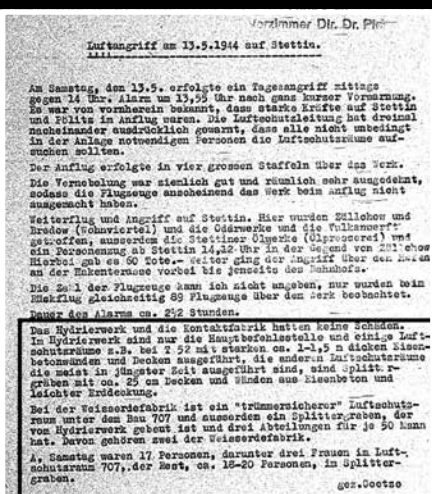 Vorzimmer Dir. Dr.
Luftangriff am 13.5.1944 auf Stettin.
Am Samstag, den 13.5. erfolgte ein Tagesangriff mittags
gegen 14 Uhr. Alarm um 13,55 Uhr nach ganz kurzer Vorwarnung.
Es war von vornherein bekannt, dass starke Kräfte auf Stettin
und Pölitz im Anflug waren. Die Luftschutzleitung hat dreimal
nacheinander ausdrücklich gewarnt, dass alle nicht unbedingt
in der Anlage notwendigen Personen die Luftschutzräume auf-
suchen sollten.
Der Anflug erfolgte in vier grossen Staffeln über das Werk.
Die Vernebelung war ziemlich gut und räumlich sehr ausgedehnt,
sodass die Flugzeuge anscheinend das Werk beim Anflug nicht
ausgemacht haben.
Weiterflug und Angriff auf Stettin. Hier wurden Züllchow und
Bredow (Wohnviertel) und die Oddrwerke und die Vulkanwerft
getroffen, ausserdem die Stettiner Ölwerke (Ölpresserei) und
ein Personenzug ab Stettin 14,12 Uhr in der Gegend von Züllchow
Hierbei gab es 60 Tote.- Weiter ging der Angriff über den Hafen
an der Hakenterasse vorbei bis jenseits des Bahnhofs.
Die Zahl der Flugzeuge kann ich nicht angeben, nur wurden beim
Rückflug gleichzeitig 89 Flugzeuge über dem Werk beobachtet.
Dauer des Alarms ca. 2½ Stunden.
Das Hydrierwerk und die Kontaktfabrik hatten keine Schäden.
Im Hydrierwerk sind nur die Hauptbefehlsstelle und einige Luft-
schutzräume z.B. bei Z 52 mit starken ca. 1-1,5 m dicken Eisen-
betonwänden und Decken ausgeführt, die anderen Luftschutzräume
die meist in jüngster Zeit ausgeführt sind, sind Splitter-
gräben mit ca. 25 cm Decken und Wänden aus Eisenbeton und
leichter Erddeckung.
Bei der Weisserdefabrik ist ein "trümmersicherer" Luftschutz-
raum unter dem Bau 707 und ausserdem ein Splittergraben, der
vom Hydrierwerk gebaut ist und drei Abteilungen für je 50 Mann
hat. Davon gehören zwei der Weisserdefabrik.
A, Samstag waren 17 Personen, darunter drei Frauen im Luft-
schutzraum 707, der Rest, ca. 18-20 Personen, im Splitter-
graben.
gez.Goetze